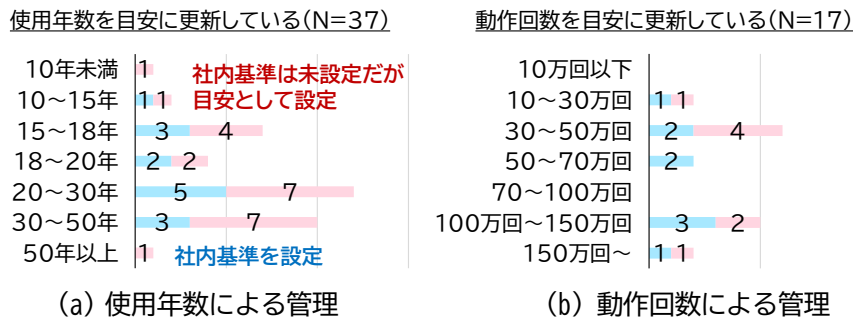 使用年数を目安に更新している(N=37)
10年未満 1
社内基準は未設定だが
目安として設定
10～15年 1 1
15～18年 3 4
18～20年 2 2
20～30年 5 7
30～50年 3 7
50年以上 1
社内基準を設定
(a) 使用年数による管理
動作回数を目安に更新している(N=17)
10万回以下
10～30万回 1 1
30～50万回 2 4
50～70万回 2
70～100万回
100万回～150万回 3 2
150万回～ 1 1
(b) 動作回数による管理